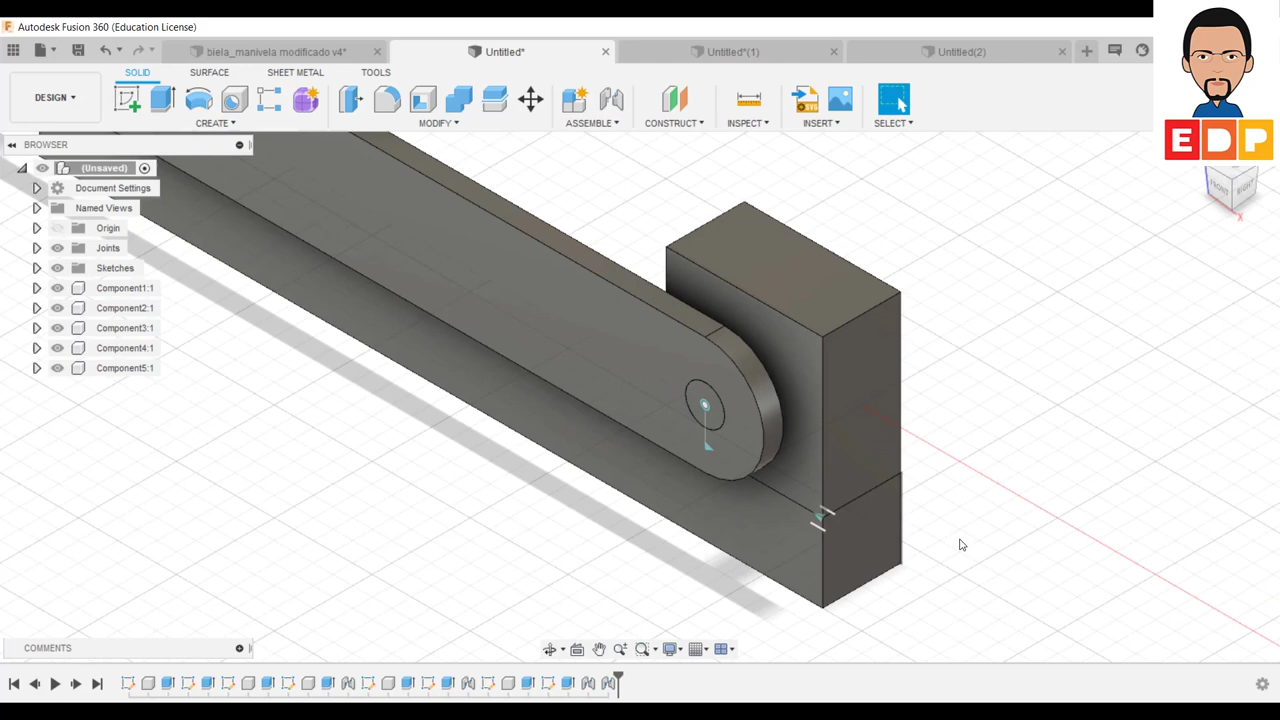 Autodesk Fusion 360 (Education License)
biela_manivela modificado v4*
Untitled*
Untitled*(1)
Untitled(2)
SOLID
SURFACE
SHEET METAL
TOOLS
DESIGN
CREATE
MODIFY
ASSEMBLE
CONSTRUCT
INSPECT
INSERT
SELECT
EDP
BROWSER
(Unsaved)
Document Settings
Named Views
Origin
Joints
Sketches
Component1:1
Component2:1
Component3:1
Component4:1
Component5:1
FRONT
RIGHT
X
COMMENTS